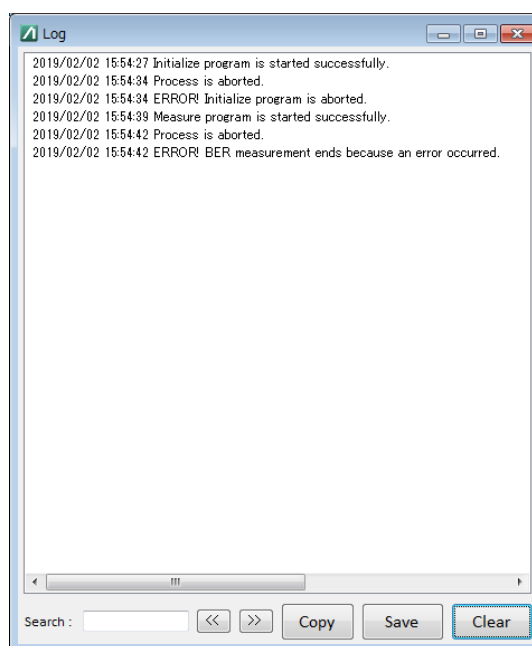 Log
2019/02/02 15:54:27 Initialize program is started successfully.
2019/02/02 15:54:34 Process is aborted.
2019/02/02 15:54:34 ERROR! Initialize program is aborted.
2019/02/02 15:54:39 Measure program is started successfully.
2019/02/02 15:54:42 Process is aborted.
2019/02/02 15:54:42 ERROR! BER measurement ends because an error occurred.
Search : << >> Copy Save Clear